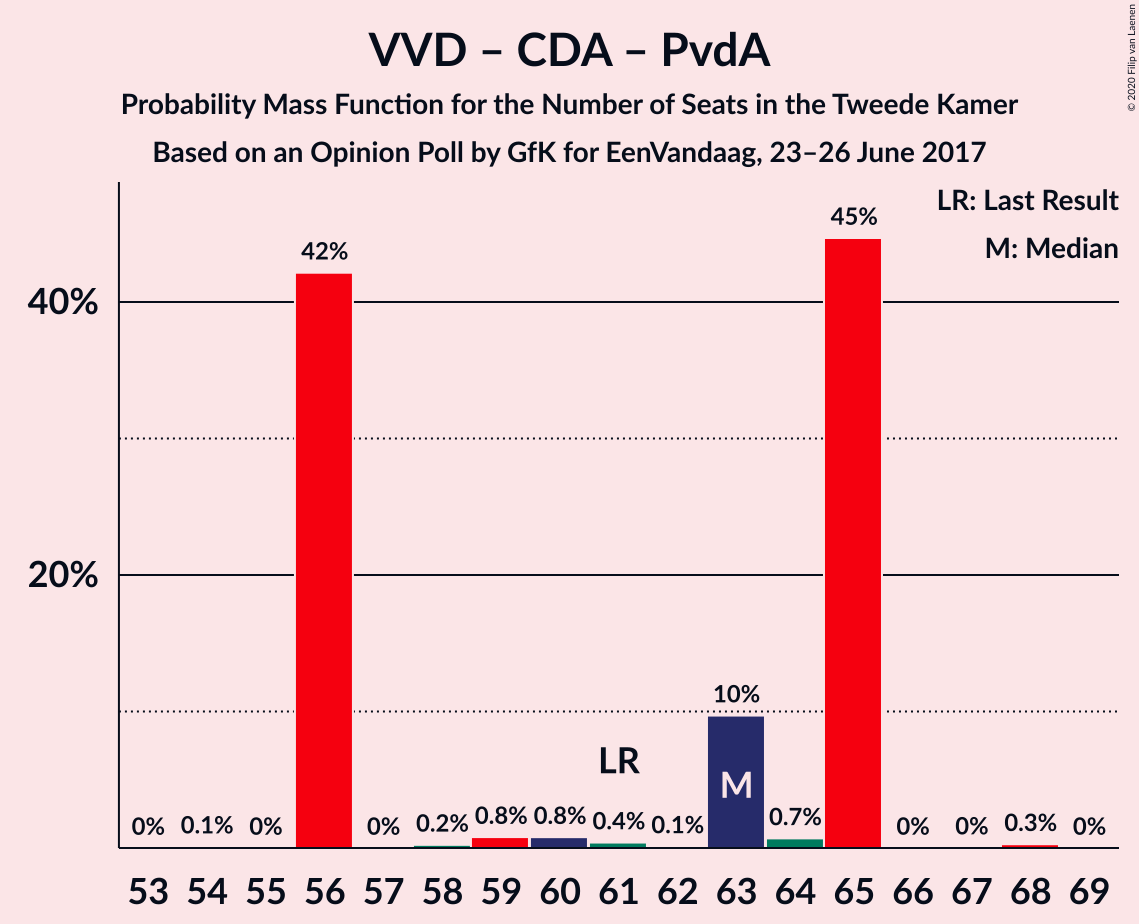 VVD – CDA – PvdA
Probability Mass Function for the Number of Seats in the Tweede Kamer
Based on an Opinion Poll by GfK for EenVandaag, 23–26 June 2017
© 2020 Filip van Laenen
LR: Last Result
M: Median
40%
20%
0% 0.1% 0% 42% 0% 0.2% 0.8% 0.8% 0.4% 0.1% 10% 0.7% 45% 0% 0% 0.3% 0%
LR
M
53 54 55 56 57 58 59 60 61 62 63 64 65 66 67 68 69